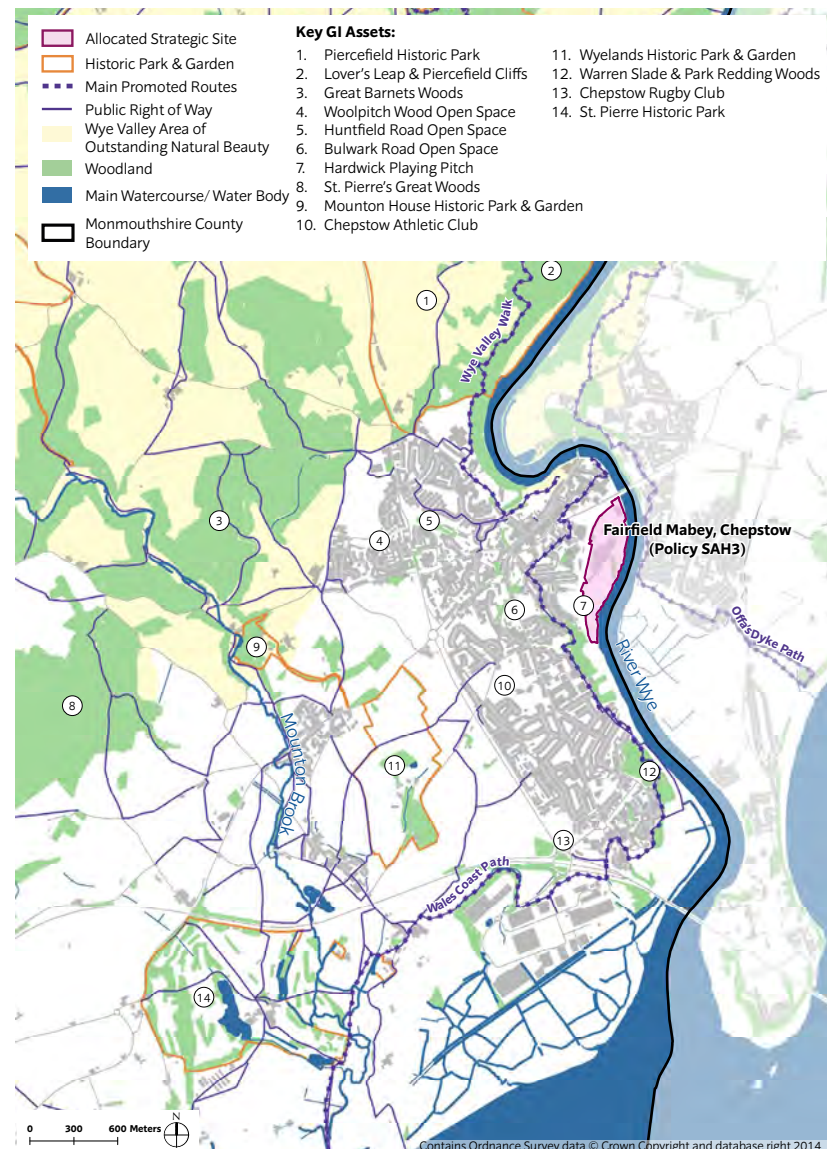 Allocated Strategic Site
Historic Park & Garden
Main Promoted Routes
Public Right of Way
Wye Valley Area of
Outstanding Natural Beauty
Woodland
Main Watercourse/ Water Body
Monmouthshire County
Boundary
Key GI Assets:
1. Piercefield Historic Park
2. Lover's Leap & Piercefield Cliffs
3. Great Barnets Woods
4. Woolpitch Wood Open Space
5. Huntfield Road Open Space
6. Bulwark Road Open Space
7. Hardwick Playing Pitch
8. St. Pierre's Great Woods
9. Mounton House Historic Park & Garden
10. Chepstow Athletic Club
11. Wyelands Historic Park & Garden
12. Warren Slade & Park Redding Woods
13. Chepstow Rugby Club
14. St. Pierre Historic Park
2
1
Wye Valley Walk
3
5
4
Fairfield Mabey, Chepstow
(Policy SAH3)
7
6
Offa'sDyke Path
9
River Wye
10
8
Mounton Brook
11
12
13
Wales Coast Path
14
N
0 300 600 Meters
Contains Ordnance Survey data © Crown Copyright and database right 2014